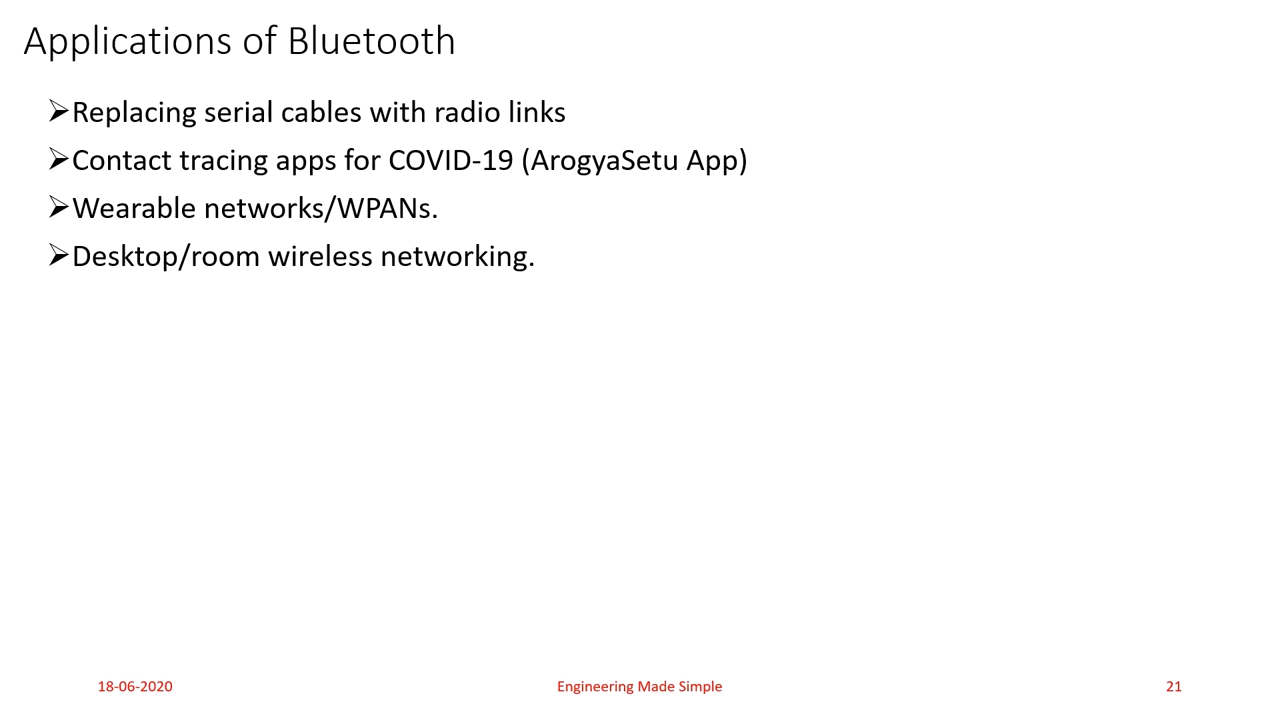 Applications of Bluetooth
➢Replacing serial cables with radio links
➢Contact tracing apps for COVID-19 (ArogyaSetu App)
➢Wearable networks/WPANs.
➢Desktop/room wireless networking.
18-06-2020 Engineering Made Simple 21